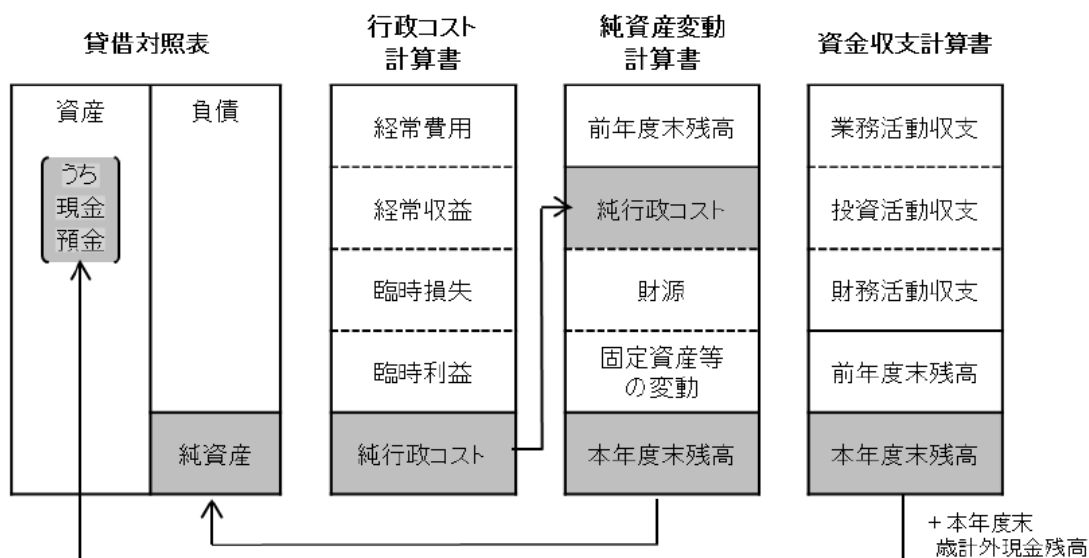 貸借対照表
行政コスト
計算書
純資産変動
計算書
資金収支計算書
資産
負債
うち
現金
預金
純資産
経常費用
経常収益
臨時損失
臨時利益
純行政コスト
前年度末残高
純行政コスト
財源
固定資産等
の変動
本年度末残高
業務活動収支
投資活動収支
財務活動収支
前年度末残高
本年度末残高
+本年度末
歳計外現金残高